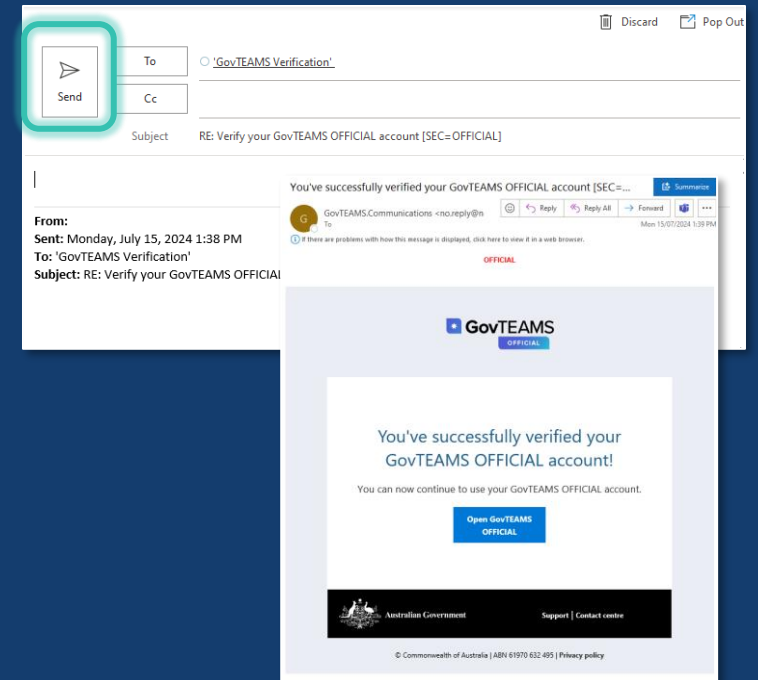 Discard Pop Out
Send
To
'GovTEAMS Verification'
Cc
Subject RE: Verify your GovTEAMS OFFICIAL account [SEC=OFFICIAL]
From:
Sent: Monday, July 15, 2024 1:38 PM
To: 'GovTEAMS Verification'
Subject: RE: Verify your GovTEAMS OFFICIAL
You've successfully verified your GovTEAMS OFFICIAL account [SEC=...
Summarize
G
GovTEAMS.Communications <no.reply@n
Reply Reply All Forward
To
Mon 15/07/2024 1:39 PM
If there are problems with how this message is displayed, click here to view it in a web browser.
OFFICIAL
GovTEAMS
OFFICIAL
You've successfully verified your
GovTEAMS OFFICIAL account!
You can now continue to use your GovTEAMS OFFICIAL account.
Open GovTEAMS
OFFICIAL
Australian Government
Support | Contact centre
© Commonwealth of Australia | ABN 61970 632 495 | Privacy policy